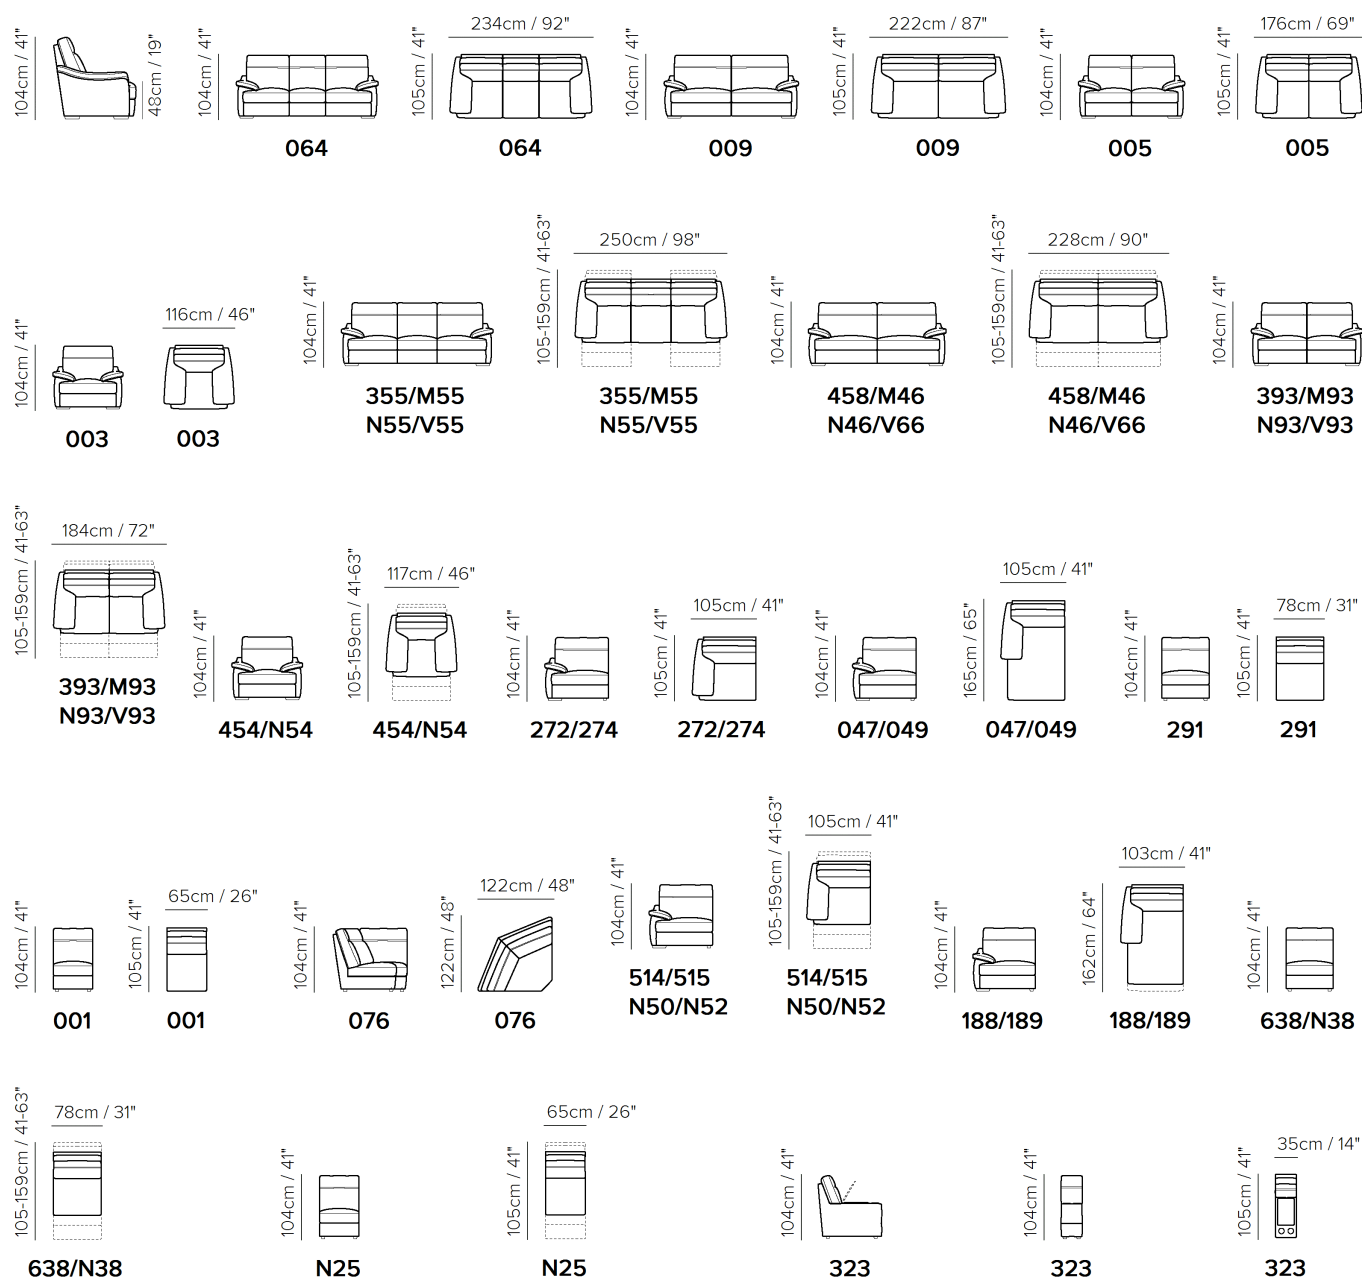 104cm / 41"
48cm / 19"
104cm / 41"
064
105cm / 41"
234cm / 92"
064
104cm / 41"
009
105cm / 41"
222cm / 87"
009
104cm / 41"
005
105cm / 41"
176cm / 69"
005
104cm / 41"
003
116cm / 46"
003
104cm / 41"
355/M55
N55/V55
105-159cm / 41-63"
250cm / 98"
355/M55
N55/V55
104cm / 41"
458/M46
N46/V66
105-159cm / 41-63"
228cm / 90"
458/M46
N46/V66
104cm / 41"
393/M93
N93/V93
105-159cm / 41-63"
184cm / 72"
393/M93
N93/V93
104cm / 41"
454/N54
105-159cm / 41-63"
117cm / 46"
454/N54
104cm / 41"
272/274
105cm / 41"
105cm / 41"
272/274
104cm / 41"
047/049
165cm / 65"
105cm / 41"
047/049
104cm / 41"
291
105cm / 41"
78cm / 31"
291
104cm / 41"
001
105cm / 41"
65cm / 26"
001
104cm / 41"
076
122cm / 48"
122cm / 48"
076
104cm / 41"
514/515
N50/N52
105-159cm / 41-63"
105cm / 41"
514/515
N50/N52
104cm / 41"
188/189
162cm / 64"
103cm / 41"
188/189
104cm / 41"
638/N38
105-159cm / 41-63"
78cm / 31"
638/N38
104cm / 41"
N25
105cm / 41"
65cm / 26"
N25
104cm / 41"
323
104cm / 41"
323
105cm / 41"
35cm / 14"
323